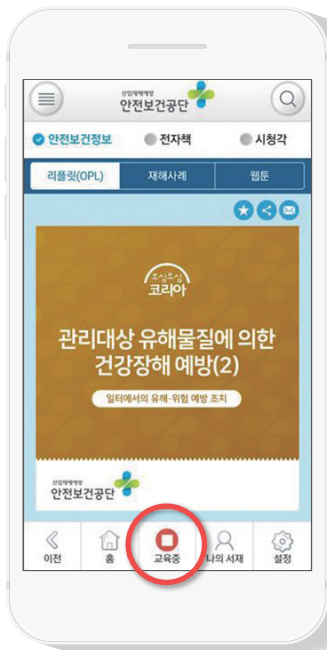 산업재해예방
안전보건공단
안전보건정보 전자책 시청각
리플릿(OPL) 재해사례 웹툰
조심조심
코리아
관리대상 유해물질에 의한
건강장해 예방(2)
일터에서의 유해·위험 예방 조치
산업재해예방
안전보건공단
이전 홈 교육중 나의 서재 설정